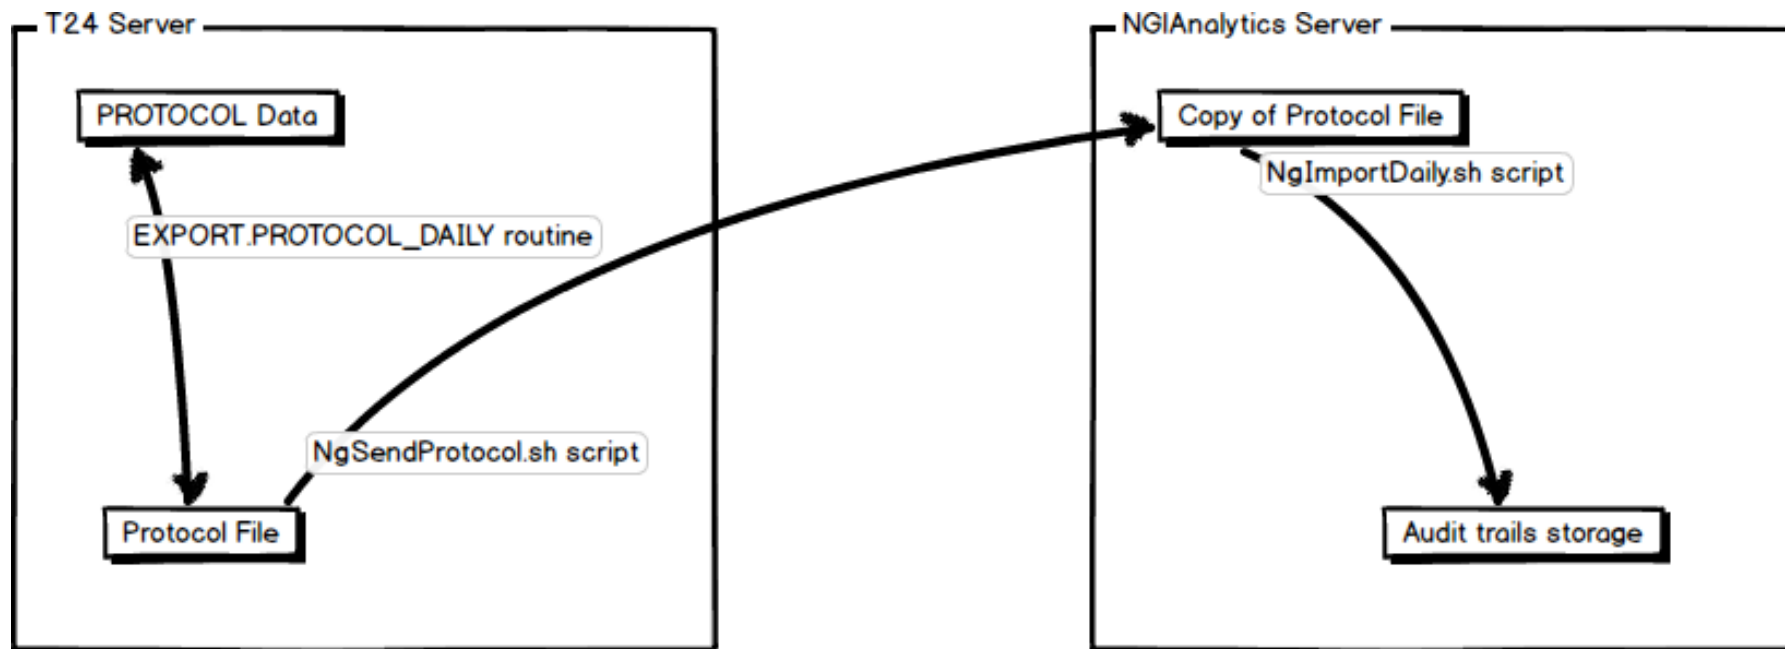 T24 Server
PROTOCOL Data
EXPORT.PROTOCOL_DAILY routine
NgSendProtocol.sh script
Protocol File
NGIAnalytics Server
Copy of Protocol File
NgImportDaily.sh script
Audit trails storage